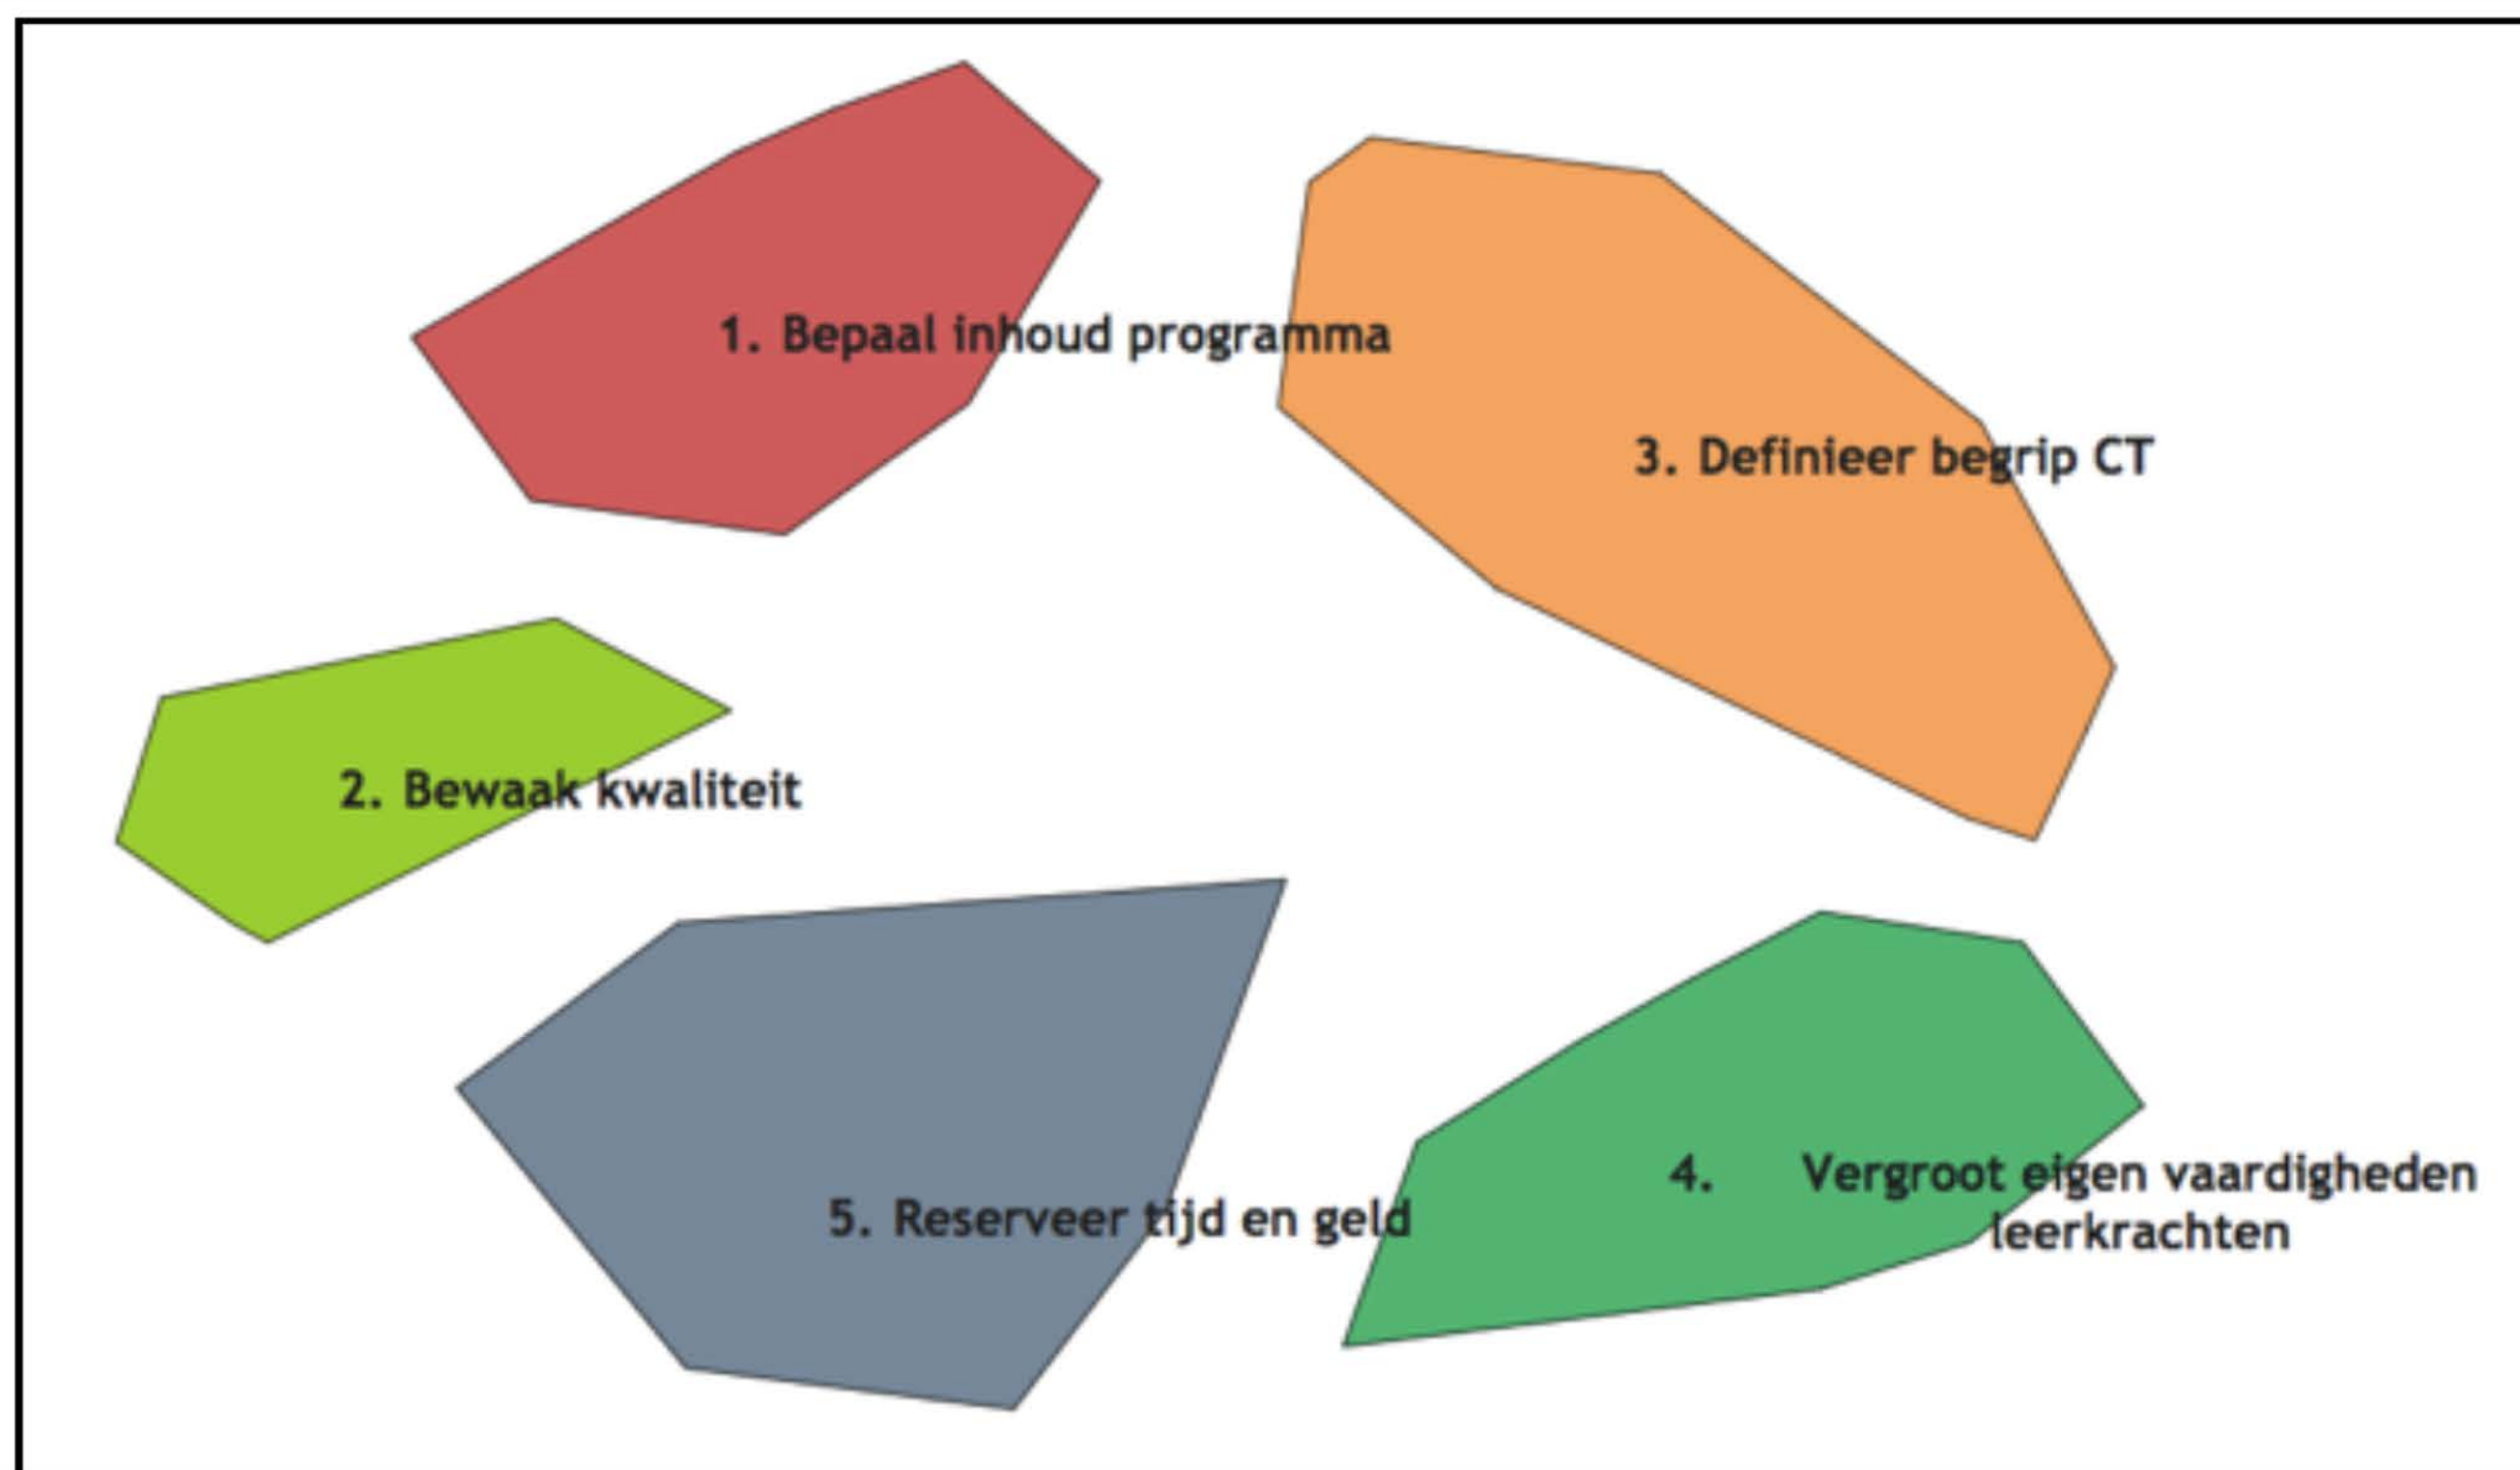 1. Bepaal inhoud programma
3. Definieer begrip CT
2. Bewaak kwaliteit
4. Vergroot eigen vaardigheden
leerkrachten
5. Reserveer tijd en geld